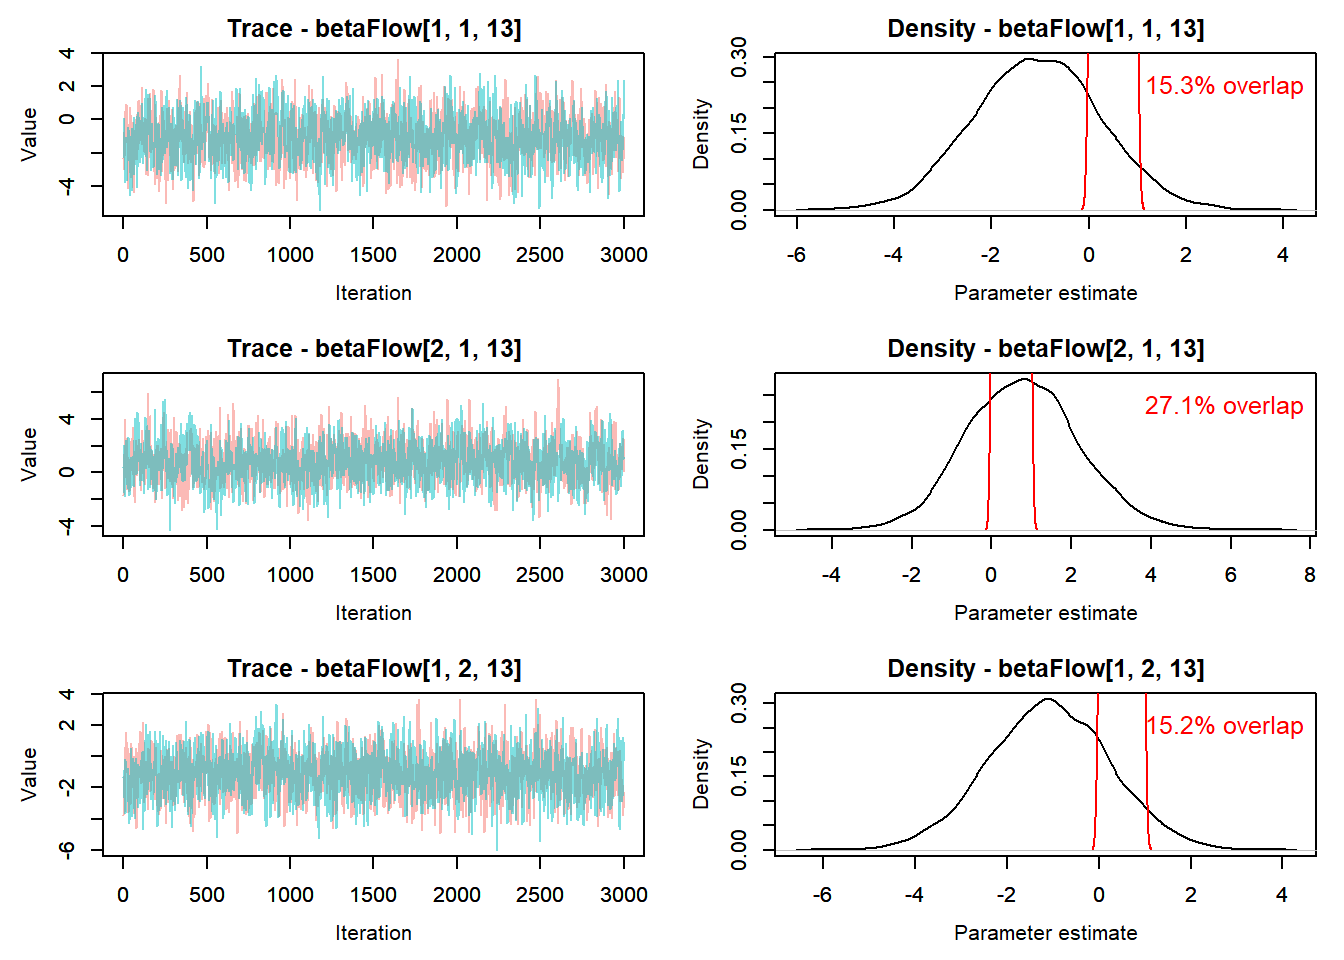 Trace - betaFlow[1, 1, 13]
Value
4
2
0
-4
0 500 1000 1500 2000 2500 3000
Iteration
Density - betaFlow[1, 1, 13]
Density
0.30
0.15
0.00
15.3% overlap
-6 -4 -2 0 2 4
Parameter estimate
Trace - betaFlow[2, 1, 13]
Value
4
0
-4
0 500 1000 1500 2000 2500 3000
Iteration
Density - betaFlow[2, 1, 13]
Density
0.15
0.00
27.1% overlap
-4 -2 0 2 4 6 8
Parameter estimate
Trace - betaFlow[1, 2, 13]
Value
4
2
-2
-6
0 500 1000 1500 2000 2500 3000
Iteration
Density - betaFlow[1, 2, 13]
Density
0.30
0.15
0.00
15.2% overlap
-6 -4 -2 0 2 4
Parameter estimate